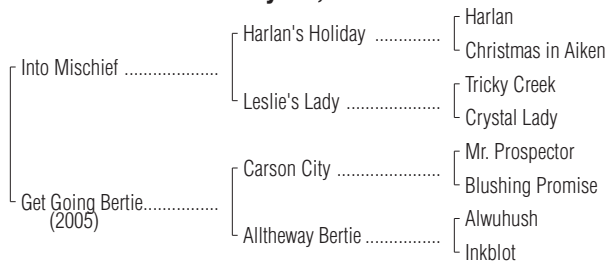 Harlan
Harlan's Holiday ................
Christmas in Aiken
Into Mischief ....................
Tricky Creek
Leslie's Lady ....................
Crystal Lady
Mr. Prospector
Carson City ......................
Blushing Promise
Get Going Bertie................
(2005)
Alwuhush
Alltheway Bertie ................
Inkblot